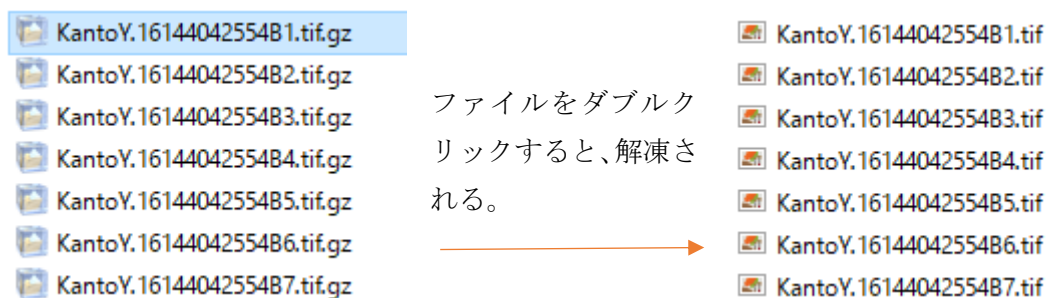 KantoY.16144042554B1.tif.gz
KantoY.16144042554B2.tif.gz
KantoY.16144042554B3.tif.gz
KantoY.16144042554B4.tif.gz
KantoY.16144042554B5.tif.gz
KantoY.16144042554B6.tif.gz
KantoY.16144042554B7.tif.gz
ファイルをダブルク
リックすると、解凍さ
れる。
KantoY.16144042554B1.tif
KantoY.16144042554B2.tif
KantoY.16144042554B3.tif
KantoY.16144042554B4.tif
KantoY.16144042554B5.tif
KantoY.16144042554B6.tif
KantoY.16144042554B7.tif